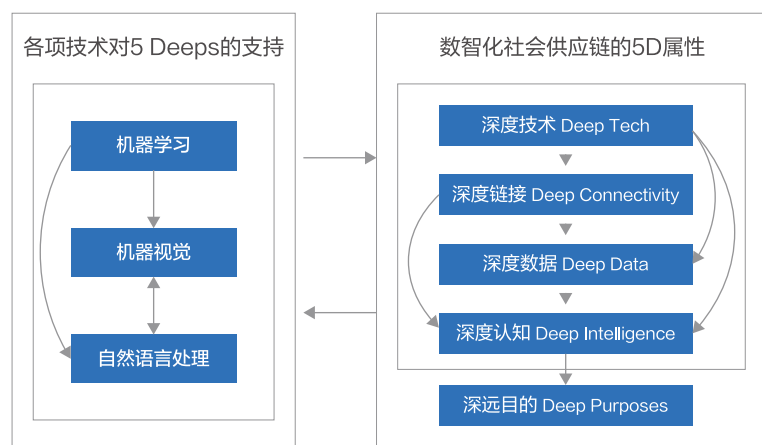 各项技术对5 Deeps的支持
机器学习
机器视觉
自然语言处理
数智化社会供应链的5D属性
深度技术 Deep Tech
深度链接 Deep Connectivity
深度数据 Deep Data
深度认知 Deep Intelligence
深远目的 Deep Purposes